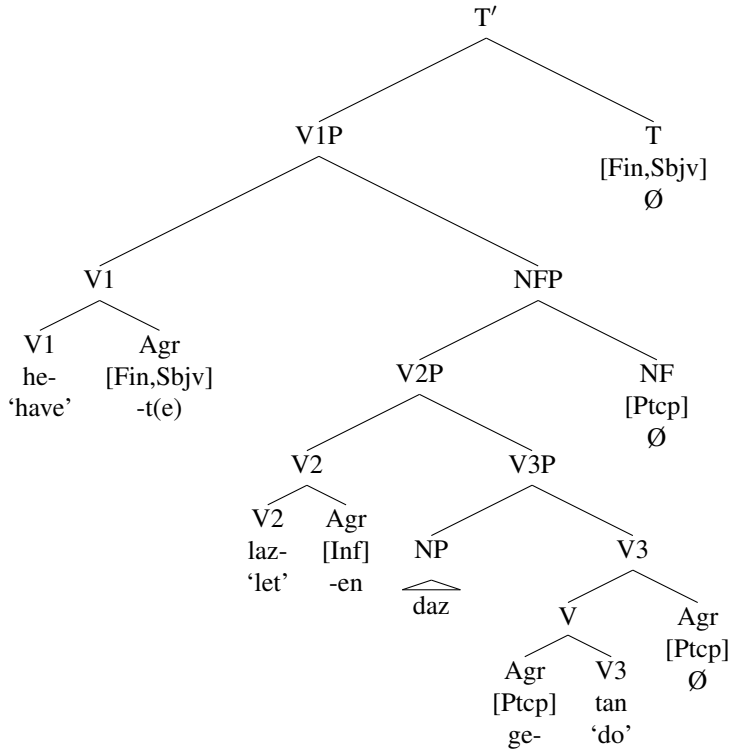 T′
V1P T
[Fin,Sbjv]
Ø
V1 NFP
V1 Agr
he- [Fin,Sbjv]
‘have’ -t(e)
V2P NF
[Ptcp]
Ø
V2 V3P
V2 Agr NP V3
laz- [Inf]
‘let’ -en daz
V Agr
[Ptcp]
Ø
Agr V3
[Ptcp] tan
ge- ‘do’